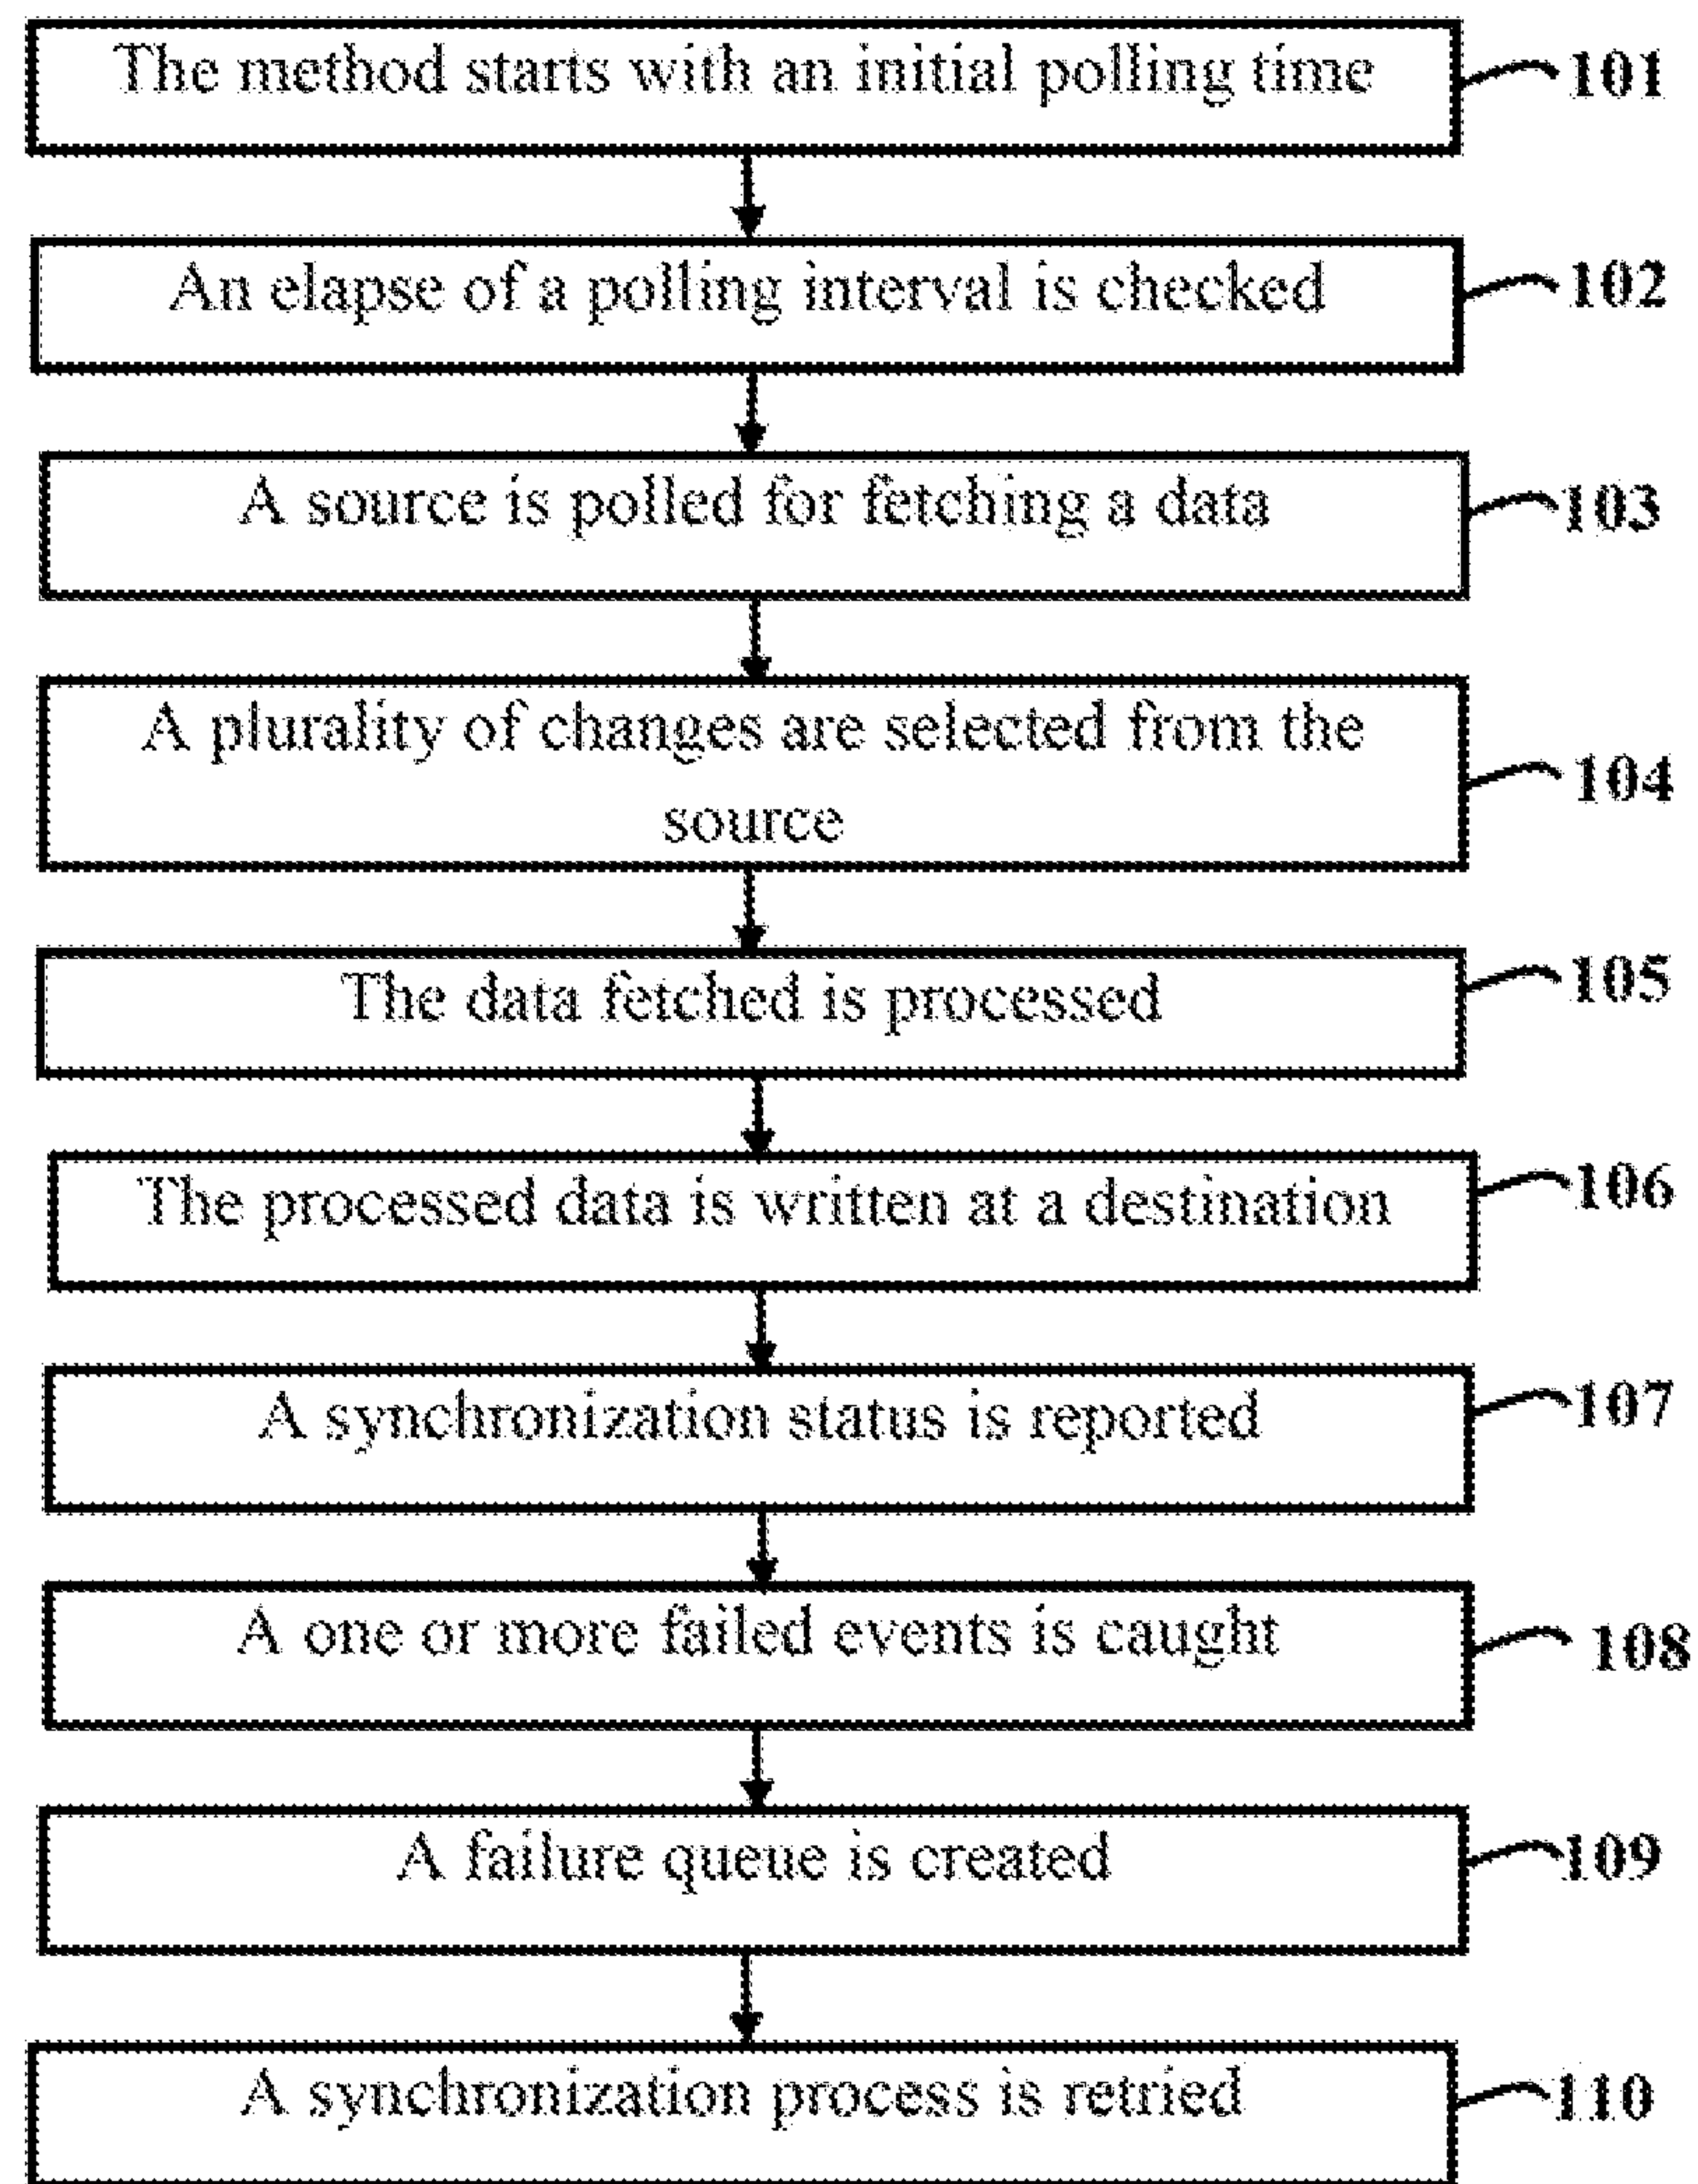 The method starts with an initial polling time
101
An elapse of a polling interval is checked
102
A source is polled for fetching a data
103
A plurality of changes are selected from the
source
104
The data fetched is processed
105
The processed data is written at a destination
106
A synchronization status is reported
107
A one or more failed events is caught
108
A failure queue is created
109
A synchronization process is retried
110